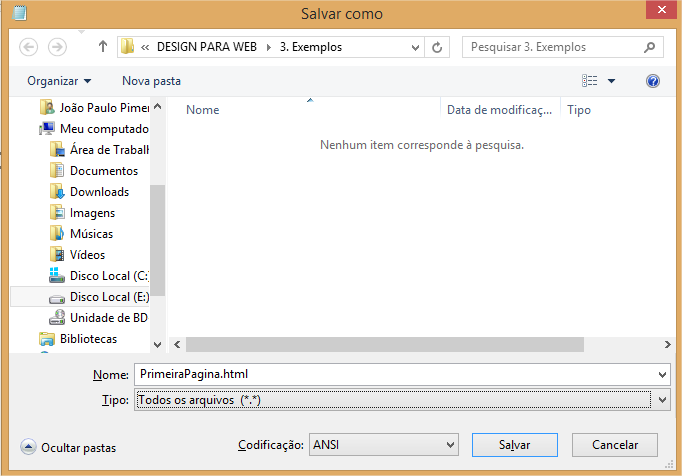 Salvar como
« DESIGN PARA WEB 3. Exemplos
Pesquisar 3. Exemplos
Organizar Nova pasta
João Paulo Pimer
Meu computado
Área de Trabalh
Documentos
Downloads
Imagens
Músicas
Vídeos
Disco Local (C:)
Disco Local (E:)
Unidade de BD
Bibliotecas
Nome Data de modificaç... Tipo
Nenhum item corresponde à pesquisa.
Nome: PrimeiraPagina.html
Tipo: Todos os arquivos (*.*)
Ocultar pastas Codificação: ANSI Salvar Cancelar